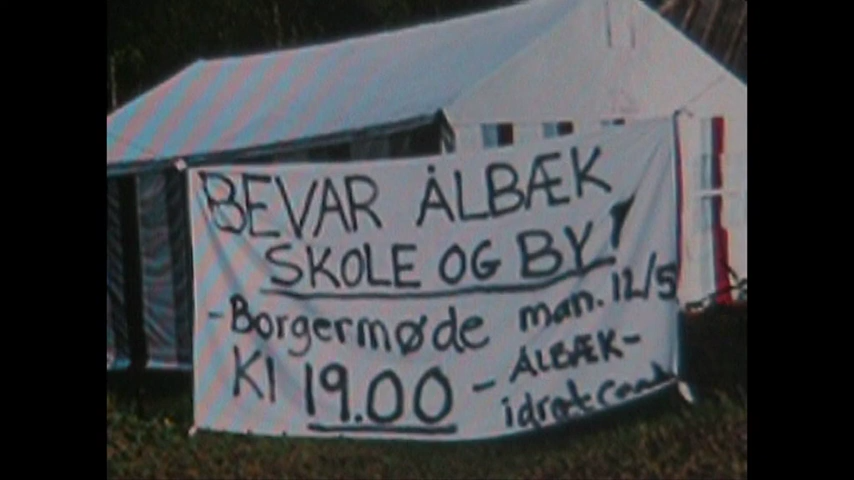 BEVAR ÅLBÆK
SKOLE OG BY!
- Borgermøde man. 12/5
Kl 19.00 - ÅLBÆK-